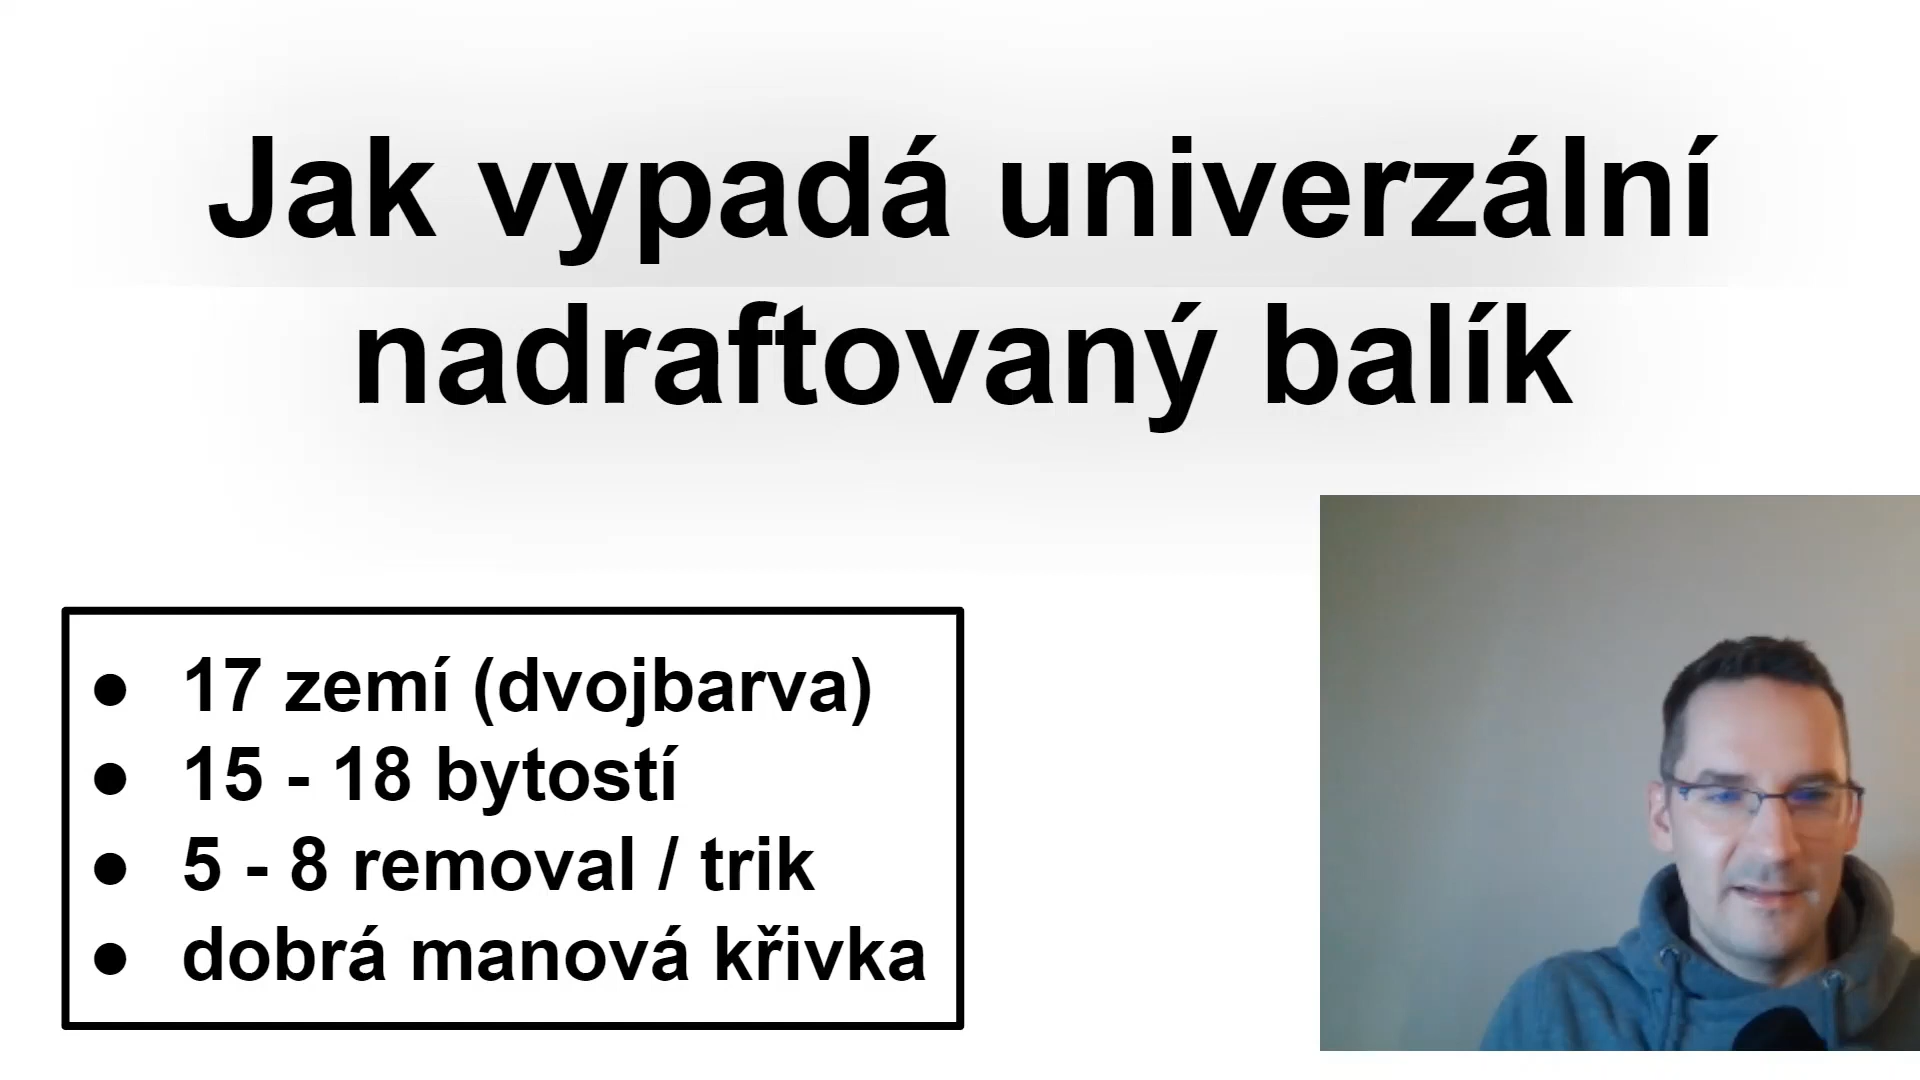 Jak vypadá univerzální
nadraftovaný balík
● 17 zemí (dvojbarva)
● 15 - 18 bytostí
● 5 - 8 removal / trik
● dobrá manová křivka